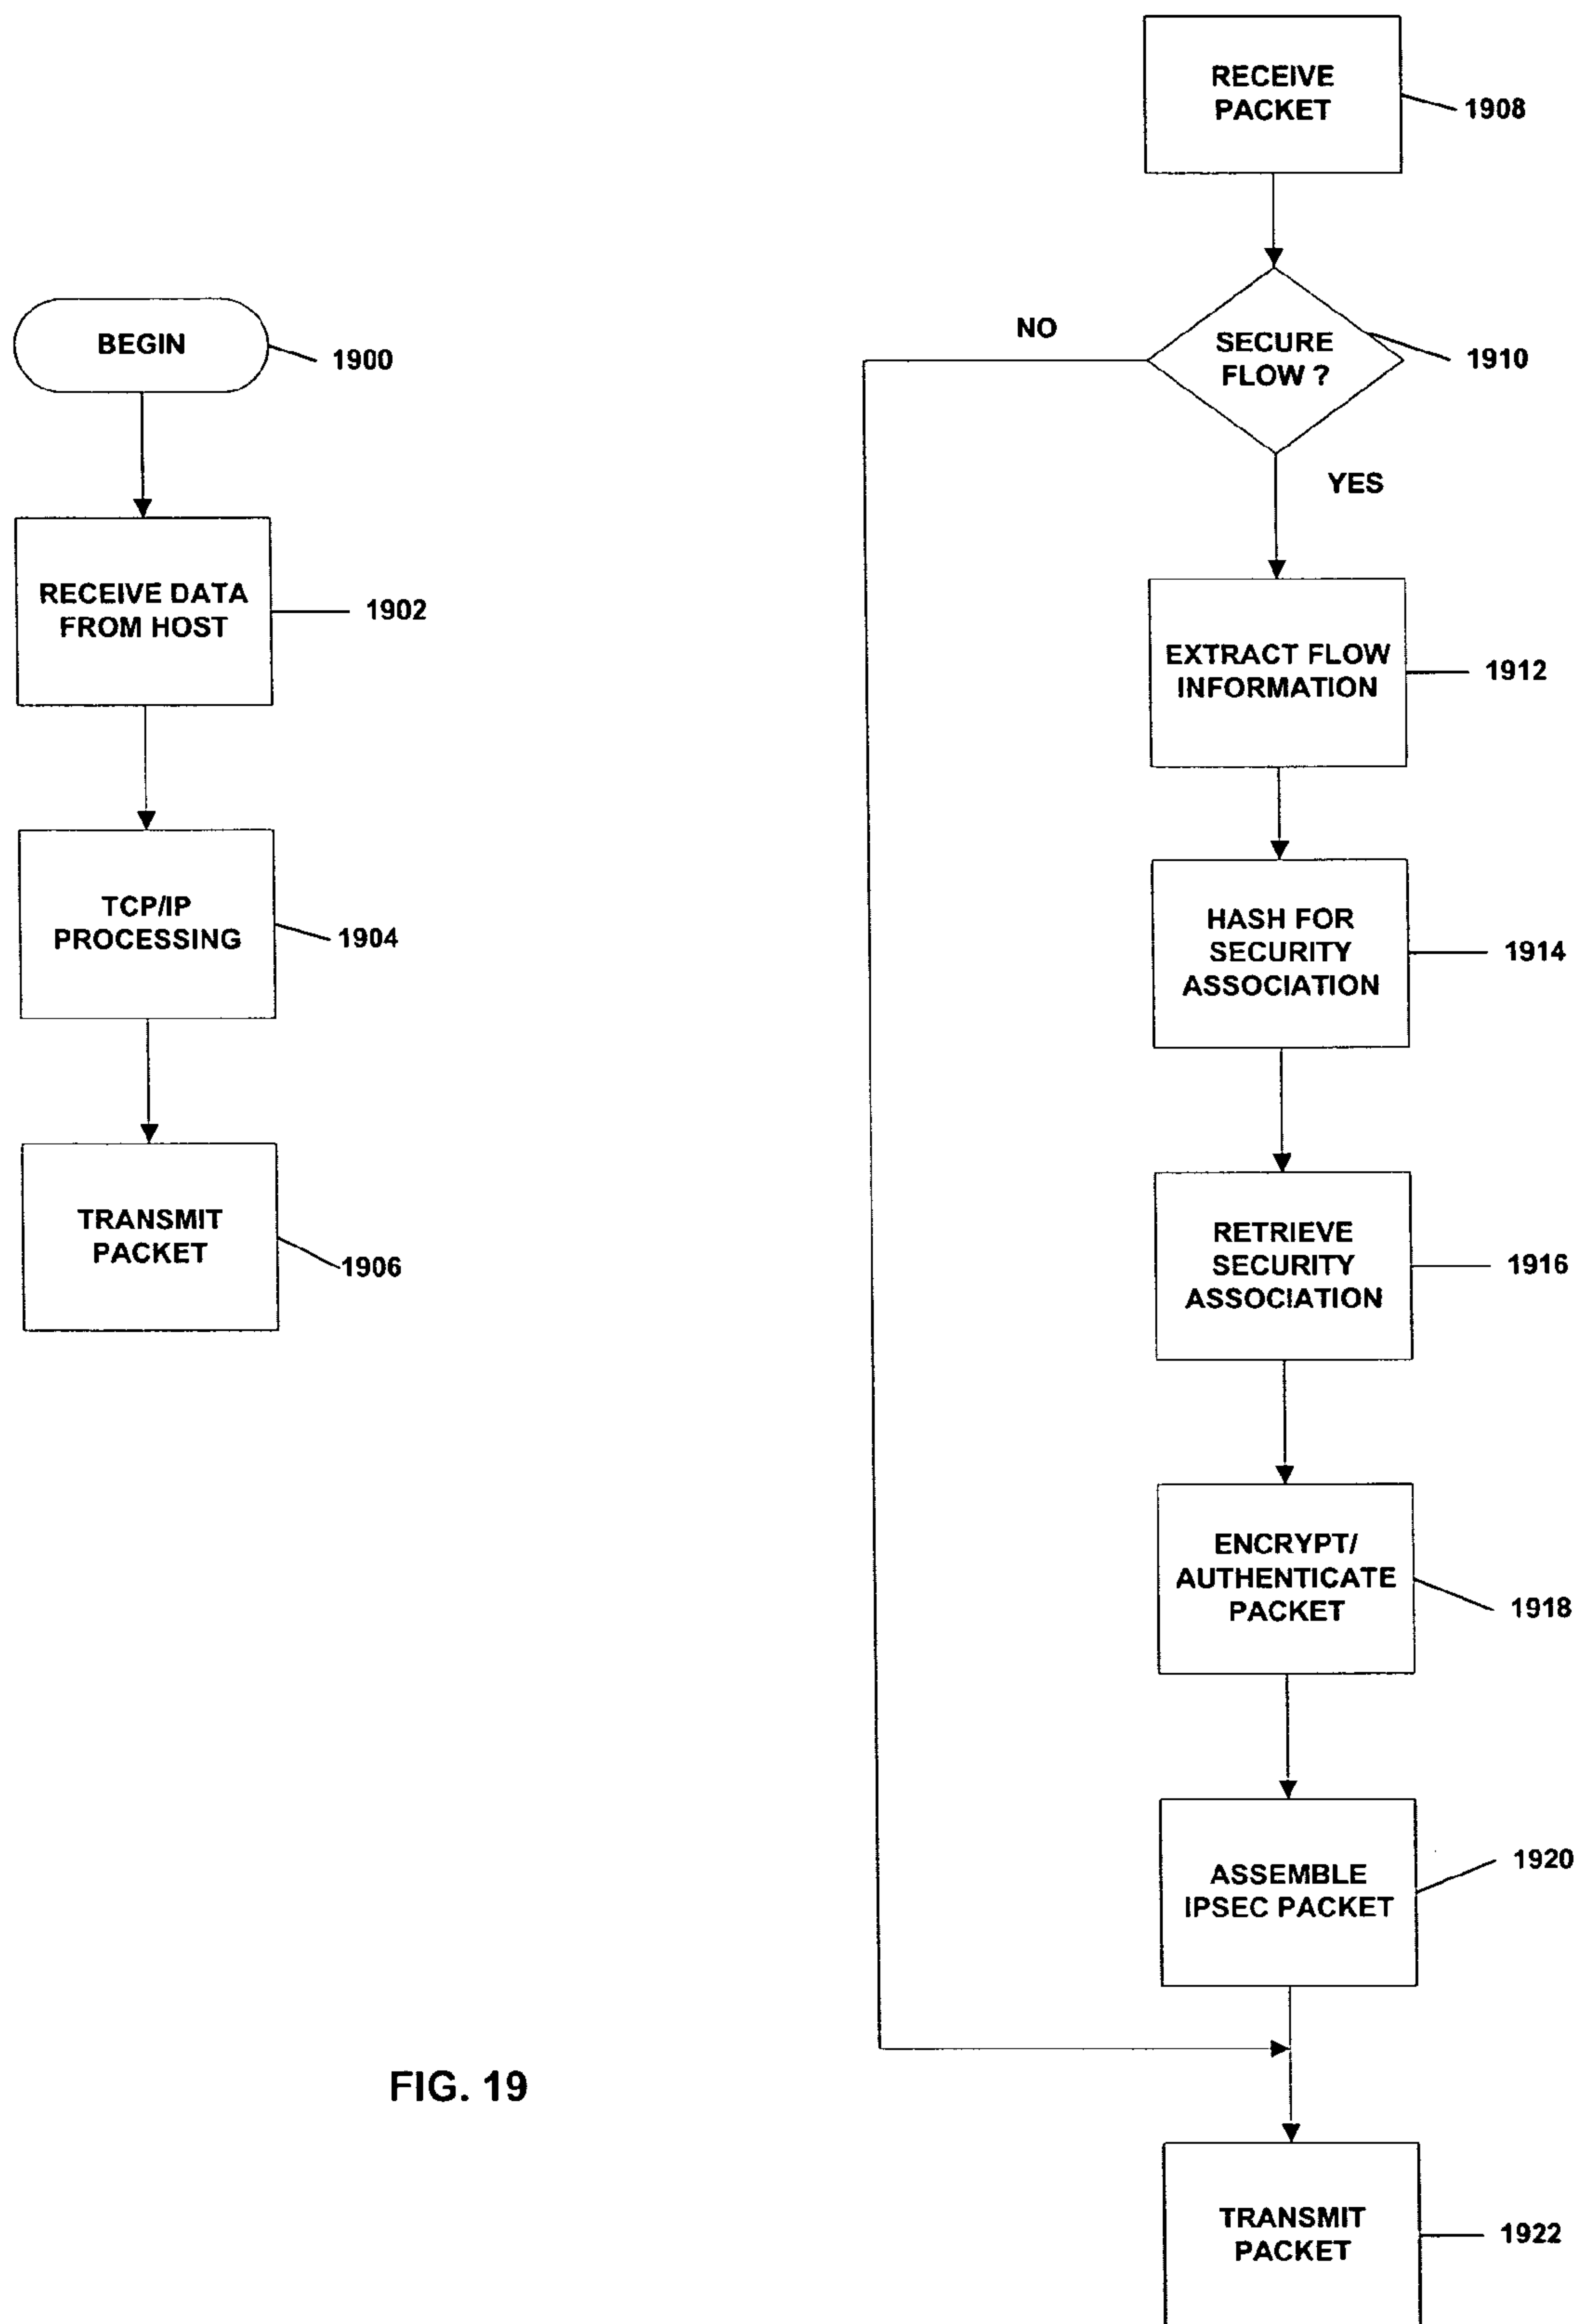 BEGIN
1900
RECEIVE DATA
FROM HOST
1902
TCP/IP
PROCESSING
1904
TRANSMIT
PACKET
1906
RECEIVE
PACKET
1908
SECURE
FLOW ?
1910
NO
YES
EXTRACT FLOW
INFORMATION
1912
HASH FOR
SECURITY
ASSOCIATION
1914
RETRIEVE
SECURITY
ASSOCIATION
1916
ENCRYPT/
AUTHENTICATE
PACKET
1918
ASSEMBLE
IPSEC PACKET
1920
TRANSMIT
PACKET
1922
FIG. 19